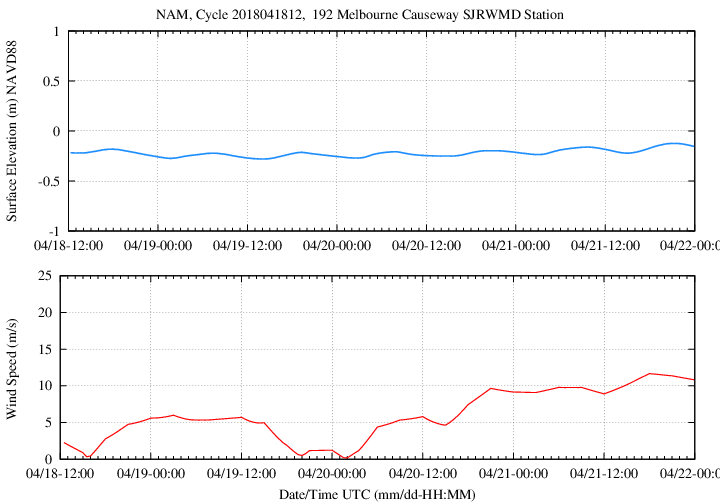 NAM, Cycle 2018041812,  192 Melbourne Causeway SJRWMD Station
Surface Elevation (m) NAVD88
1
0.5
0
-0.5
-1
04/18-12:00 04/19-00:00 04/19-12:00 04/20-00:00 04/20-12:00 04/21-00:00 04/21-12:00 04/22-00:0
Wind Speed (m/s)
25
20
15
10
5
0
04/18-12:00 04/19-00:00 04/19-12:00 04/20-00:00 04/20-12:00 04/21-00:00 04/21-12:00 04/22-00:0
Date/Time UTC (mm/dd-HH:MM)